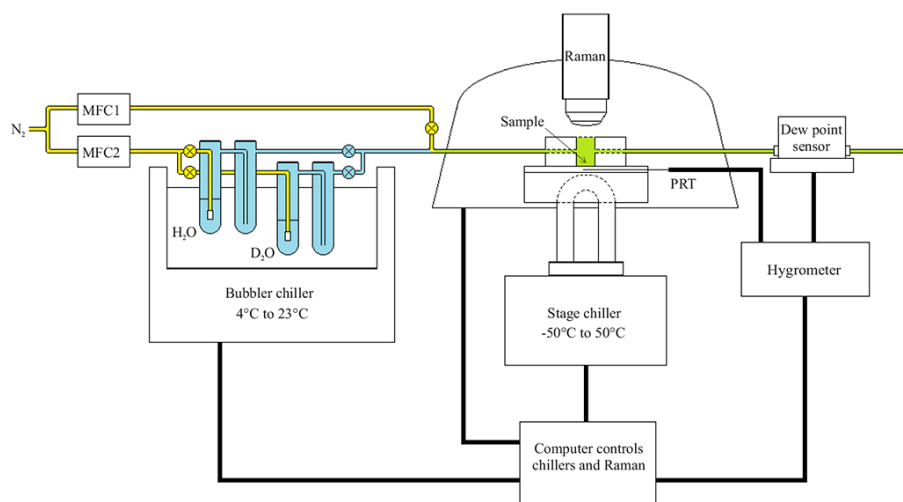 Raman
MFC1
N₂
MFC2
Sample
Dew point
sensor
PRT
H₂O
D₂O
Hygrometer
Bubbler chiller
4°C to 23°C
Stage chiller
-50°C to 50°C
Computer controls
chillers and Raman